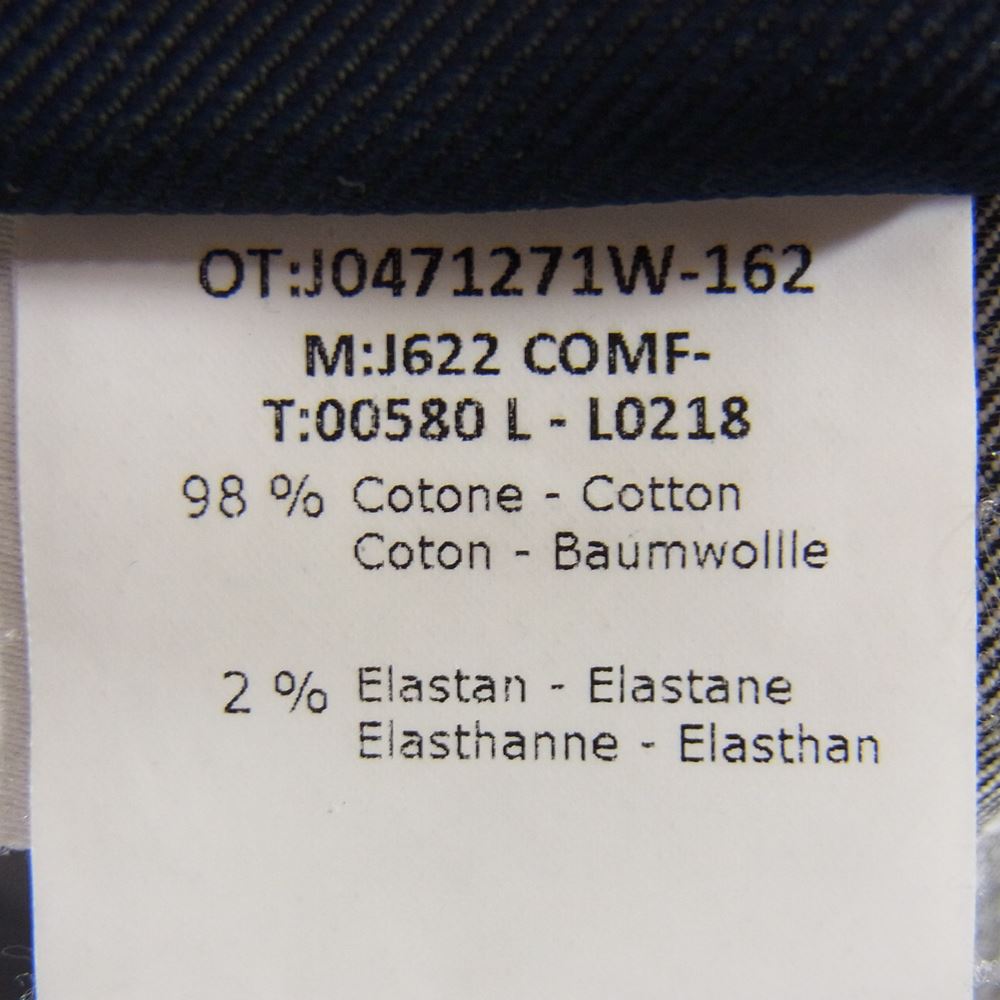 OT:J0471271W-162
M:J622 COMF-
T:00580 L - L0218
98 % Cotone - Cotton
Coton - Baumwollle
2 % Elastan - Elastane
Elasthanne - Elasthan